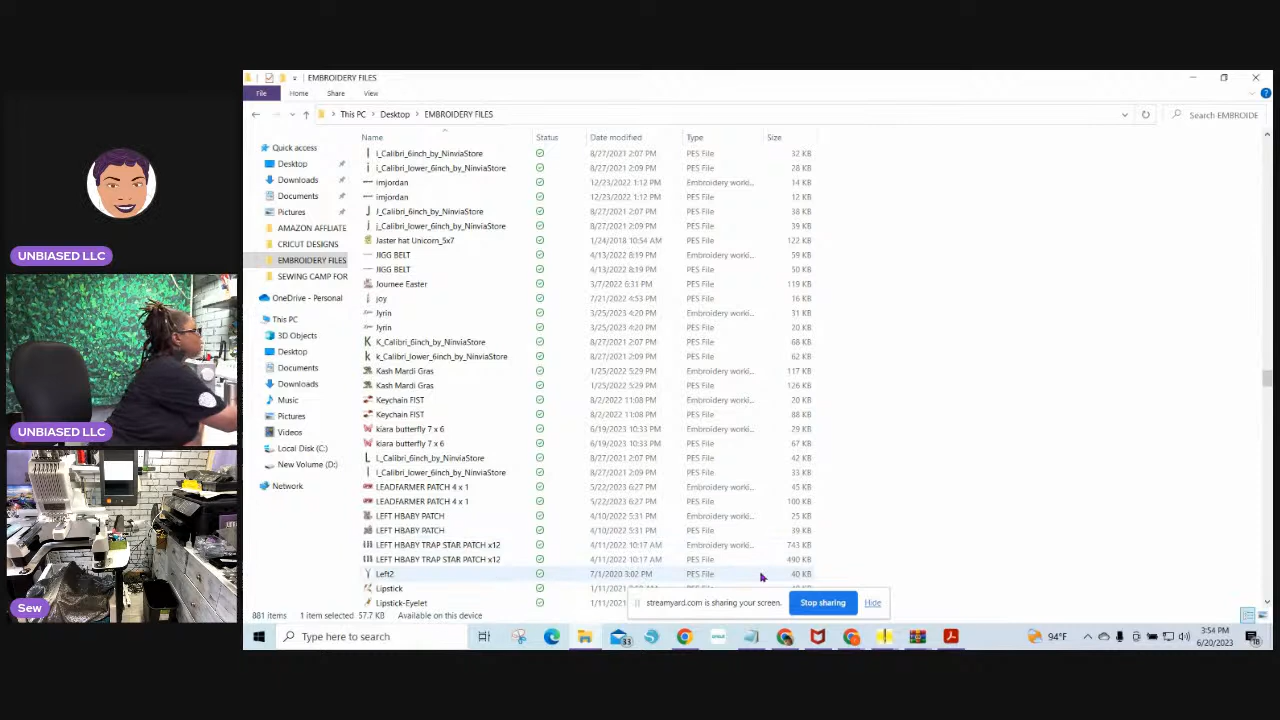 EMBROIDERY FILES
File Home Share View
This PC Desktop EMBROIDERY FILES
Search EMBROIDE
Name Status Date modified Type Size
Quick access
Desktop
Downloads
Documents
Pictures
AMAZON AFFLIATE
CRICUT DESIGNS
EMBROIDERY FILES
SEWING CAMP FOR
OneDrive - Personal
This PC
3D Objects
Desktop
Documents
Downloads
Music
Pictures
Videos
Local Disk (C:)
New Volume (D:)
Network
i_Calibri_6inch_by_NinviaStore 8/27/2021 2:07 PM PES File 32 KB
i_Calibri_lower_6inch_by_NinviaStore 8/27/2021 2:09 PM PES File 28 KB
imjordan 12/23/2022 1:12 PM Embroidery worki... 14 KB
imjordan 12/23/2022 1:12 PM PES File 12 KB
J_Calibri_6inch_by_NinviaStore 8/27/2021 2:07 PM PES File 38 KB
j_Calibri_lower_6inch_by_NinviaStore 8/27/2021 2:09 PM PES File 39 KB
Jaster hat Unicorn_5x7 1/24/2018 10:54 AM PES File 122 KB
JIGG BELT 4/13/2022 8:19 PM Embroidery worki... 59 KB
JIGG BELT 4/13/2022 8:19 PM PES File 50 KB
Journee Easter 3/7/2022 6:31 PM PES File 119 KB
joy 7/21/2022 4:53 PM PES File 16 KB
Jyrin 3/25/2023 4:20 PM Embroidery worki... 31 KB
Jyrin 3/25/2023 4:20 PM PES File 20 KB
K_Calibri_6inch_by_NinviaStore 8/27/2021 2:07 PM PES File 68 KB
k_Calibri_lower_6inch_by_NinviaStore 8/27/2021 2:09 PM PES File 62 KB
Kash Mardi Gras 1/25/2022 5:29 PM Embroidery worki... 117 KB
Kash Mardi Gras 1/25/2022 5:29 PM PES File 126 KB
Keychain FIST 8/2/2022 11:08 PM Embroidery worki... 20 KB
Keychain FIST 8/2/2022 11:08 PM PES File 88 KB
kiara butterfly 7 x 6 6/19/2023 10:33 PM Embroidery worki... 29 KB
kiara butterfly 7 x 6 6/19/2023 10:33 PM PES File 67 KB
L_Calibri_6inch_by_NinviaStore 8/27/2021 2:07 PM PES File 42 KB
l_Calibri_lower_6inch_by_NinviaStore 8/27/2021 2:09 PM PES File 33 KB
LEADFARMER PATCH 4 x 1 5/22/2023 6:27 PM Embroidery worki... 45 KB
LEADFARMER PATCH 4 x 1 5/22/2023 6:27 PM PES File 100 KB
LEFT HBABY PATCH 4/10/2022 5:31 PM Embroidery worki... 25 KB
LEFT HBABY PATCH 4/10/2022 5:31 PM PES File 39 KB
LEFT HBABY TRAP STAR PATCH x12 4/11/2022 10:17 AM Embroidery worki... 743 KB
LEFT HBABY TRAP STAR PATCH x12 4/11/2022 10:17 AM PES File 490 KB
Left2 7/1/2020 3:02 PM PES File 40 KB
Lipstick
Lipstick-Eyelet
streamyard.com is sharing your screen. Stop sharing Hide
881 items 1 item selected 57.7 KB Available on this device
Type here to search
33
94°F
3:54 PM
6/20/2023
18
UNBIASED LLC
UNBIASED LLC
Sew